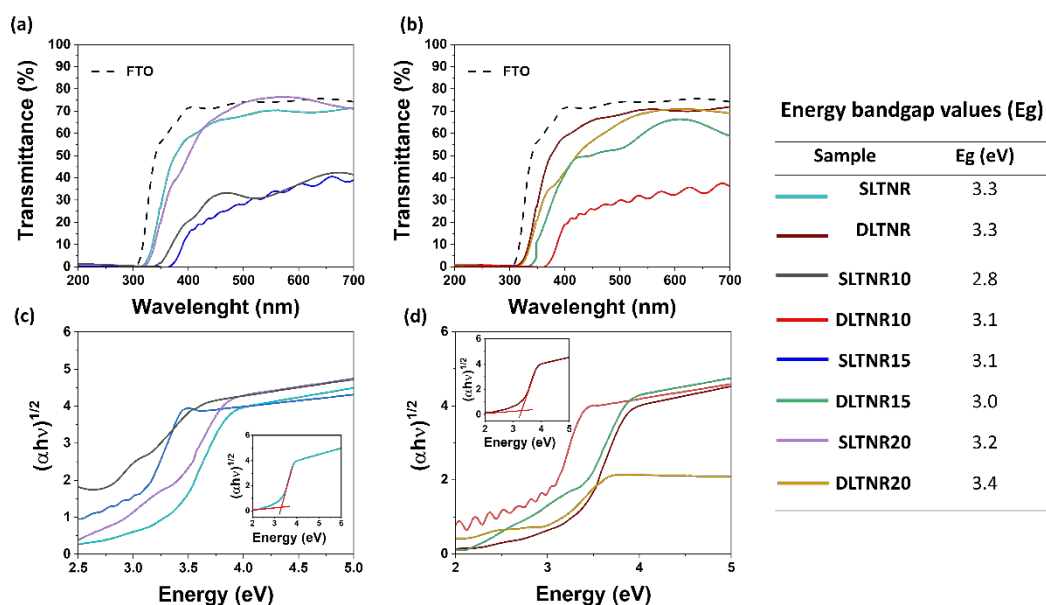 (a)
100
90
80
70
60
50
40
30
20
10
0
Transmittance (%)
FTO
200 300 400 500 600 700
Wavelenght (nm)
(b)
100
90
80
70
60
50
40
30
20
10
0
Transmittance (%)
FTO
200 300 400 500 600 700
Wavelenght (nm)
(c)
6
5
4
3
2
1
0
(αhν)1/2
2.5 3.0 3.5 4.0 4.5 5.0
Energy (eV)
6
4
2
0
(αhν)1/2
2 3 4 5 6
Energy (eV)
(d)
6
5
4
3
2
1
0
(αhν)1/2
2 3 4 5
Energy (eV)
6
4
2
0
(αhν)1/2
2 3 4 5
Energy (eV)
Energy bandgap values (Eg)
Sample Eg (eV)
SLTNR 3.3
DLTNR 3.3
SLTNR10 2.8
DLTNR10 3.1
SLTNR15 3.1
DLTNR15 3.0
SLTNR20 3.2
DLTNR20 3.4